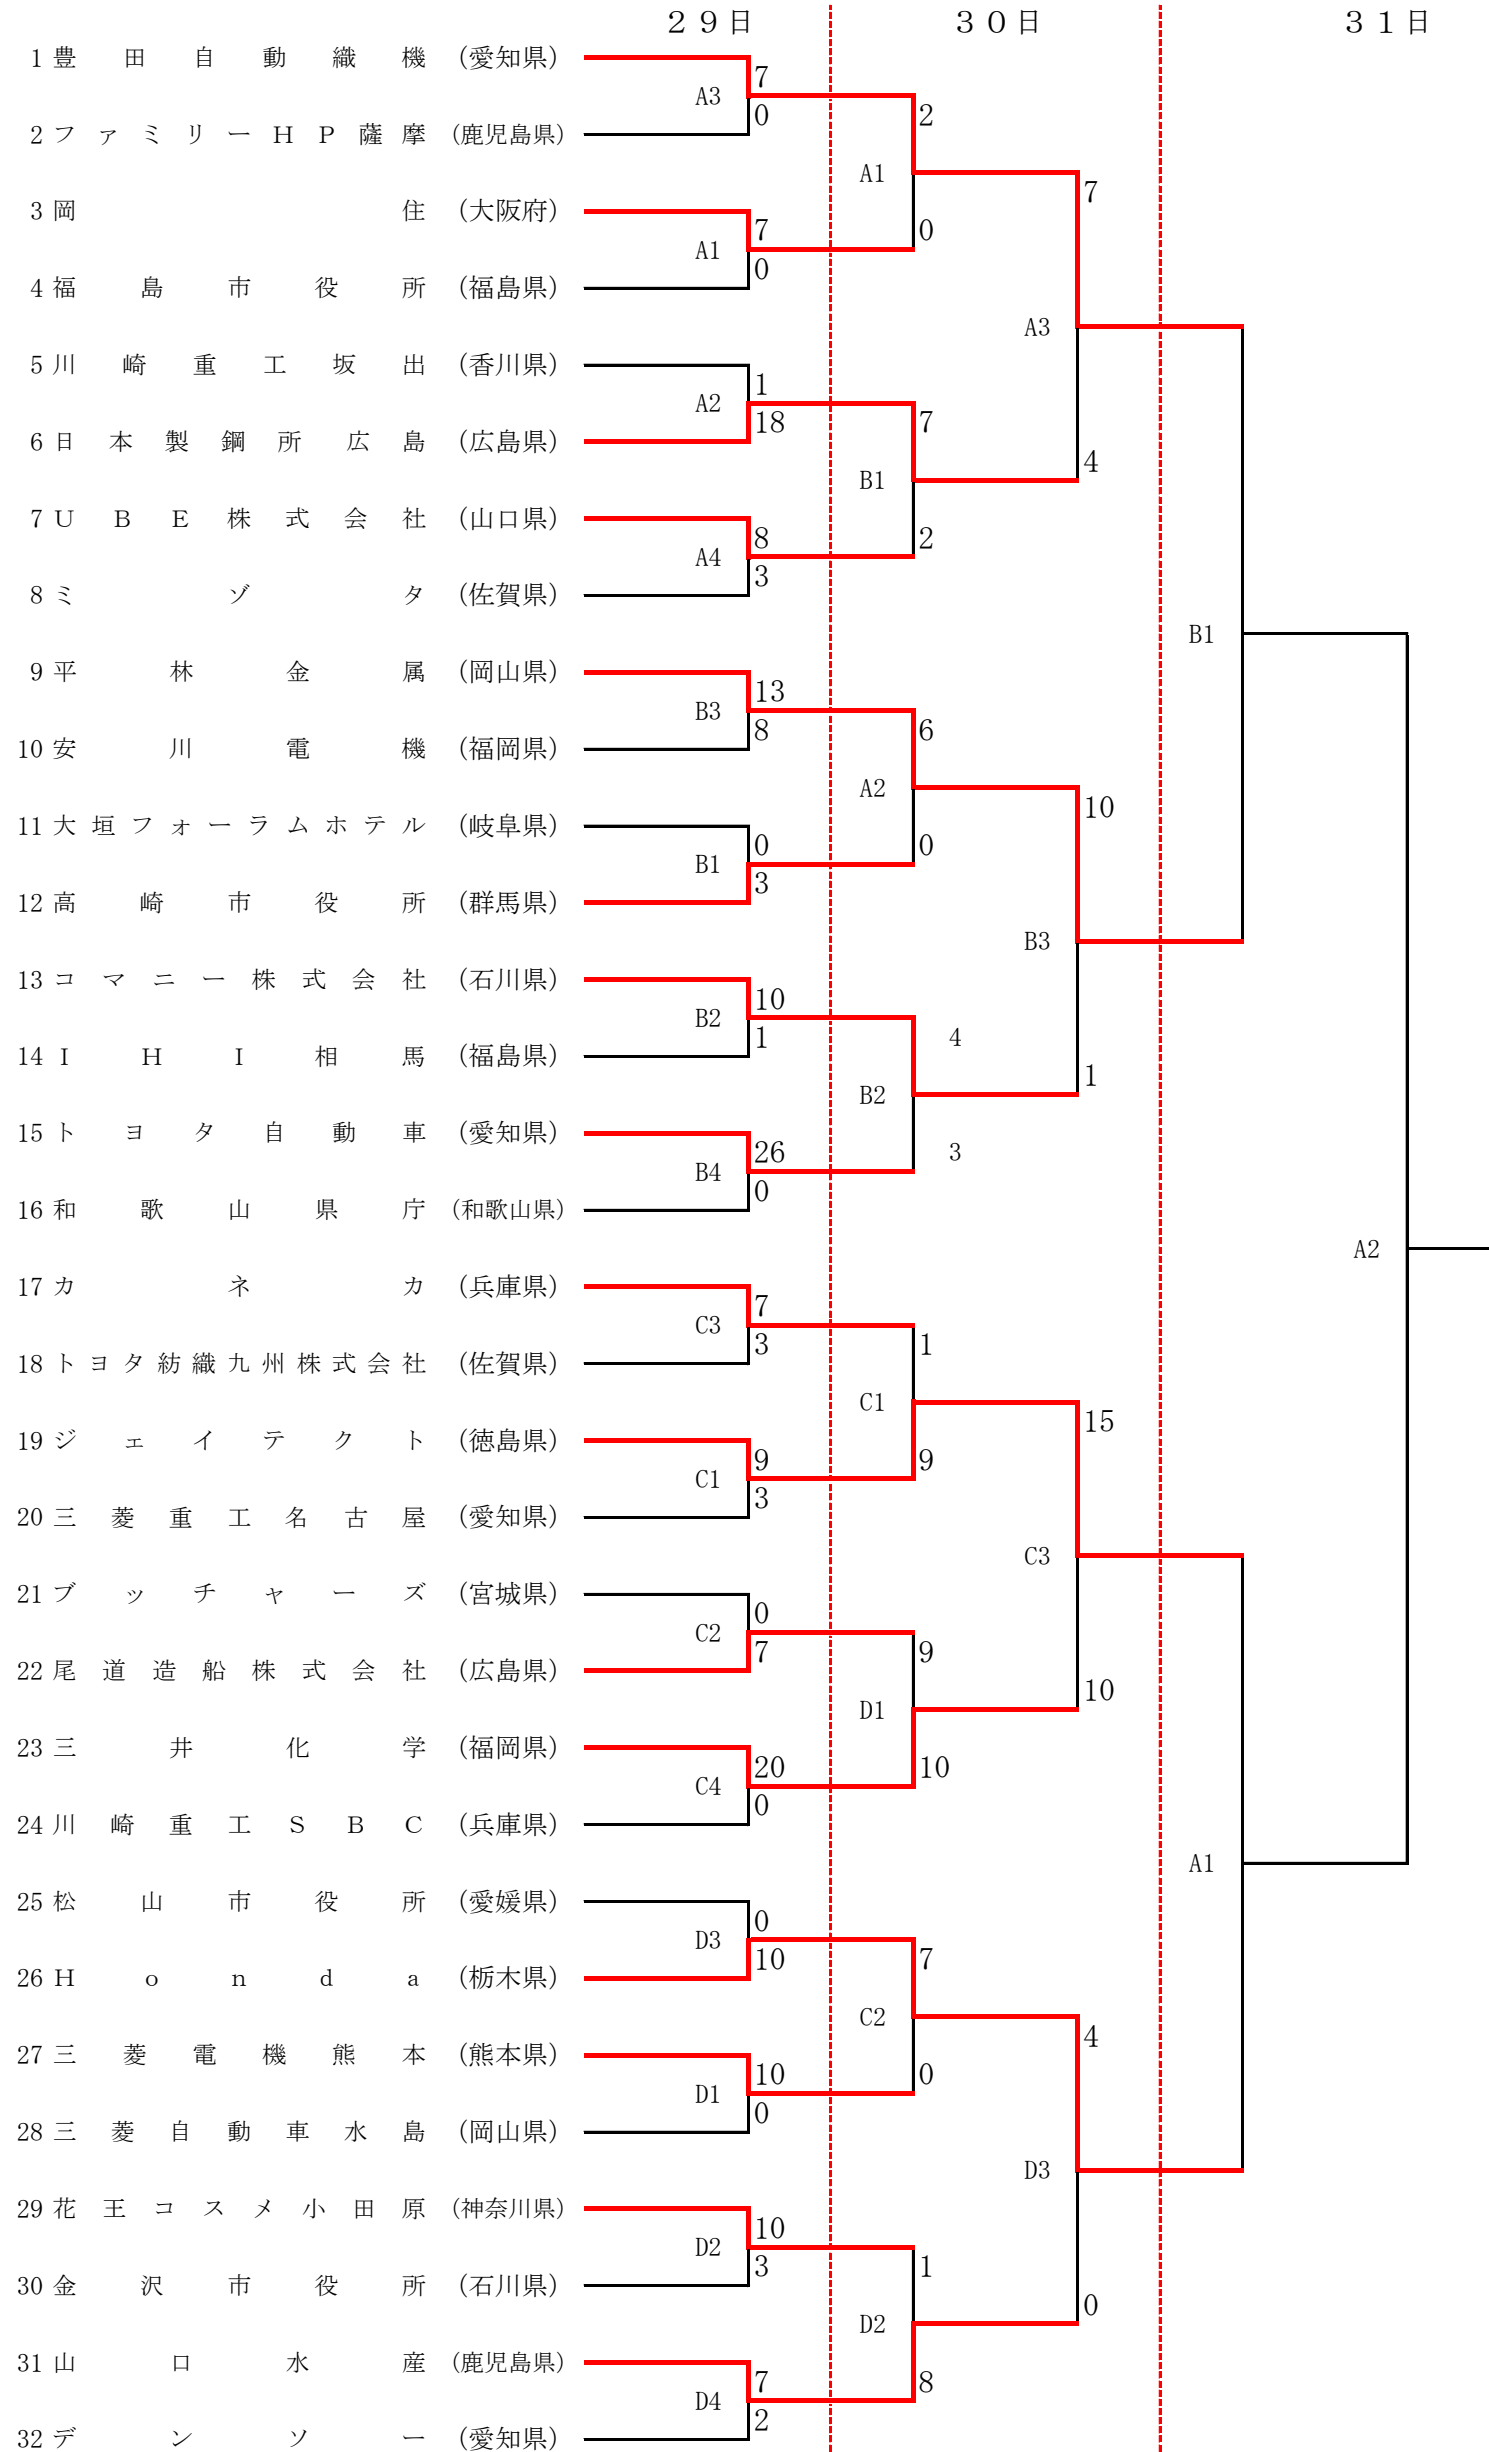 ２９日 ３０日 ３１日
1 豊田自動織機 (愛知県)
7
A3
0
2
2 ファミリーＨＰ薩摩 (鹿児島県)
A1
7
3 岡住 (大阪府)
7
0
A1
0
4 福島市役所 (福島県)
A3
5 川崎重工坂出 (香川県)
1
A2
18
7
6 日本製鋼所広島 (広島県)
4
B1
7 ＵＢＥ株式会社 (山口県)
8
2
A4
3
8 ミゾタ (佐賀県)
B1
9 平林金属 (岡山県)
13
B3
8
6
10 安川電機 (福岡県)
A2
10
11 大垣フォーラムホテル (岐阜県)
0
0
B1
3
12 高崎市役所 (群馬県)
B3
13 コマニー株式会社 (石川県)
10
B2
1
4
14 ＩＨＩ相馬 (福島県)
1
B2
15 トヨタ自動車 (愛知県)
26
3
B4
0
16 和歌山県庁 (和歌山県)
A2
17 カネカ (兵庫県)
7
C3
3
1
18 トヨタ紡織九州株式会社 (佐賀県)
C1
15
19 ジェイテクト (徳島県)
9
9
C1
3
20 三菱重工名古屋 (愛知県)
C3
21 ブッチャーズ (宮城県)
0
C2
7
9
22 尾道造船株式会社 (広島県)
10
D1
23 三井化学 (福岡県)
20
10
C4
0
24 川崎重工ＳＢＣ (兵庫県)
A1
25 松山市役所 (愛媛県)
0
D3
10
7
26 Ｈｏｎｄａ (栃木県)
C2
4
27 三菱電機熊本 (熊本県)
10
0
D1
0
28 三菱自動車水島 (岡山県)
D3
29 花王コスメ小田原 (神奈川県)
10
D2
3
1
30 金沢市役所 (石川県)
0
D2
31 山口水産 (鹿児島県)
7
8
D4
2
32 デンソー (愛知県)